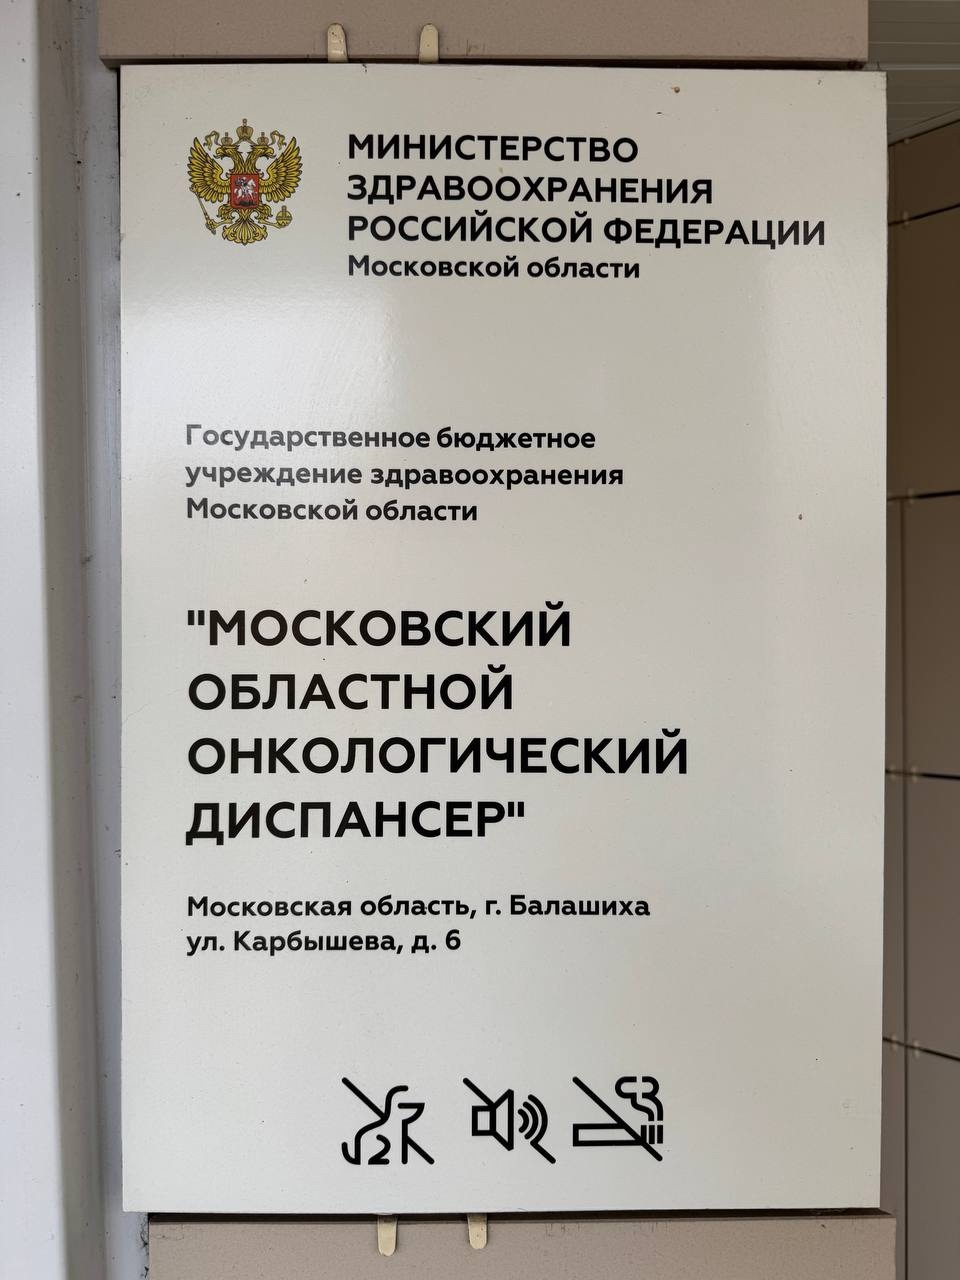 МИНИСТЕРСТВО
ЗДРАВООХРАНЕНИЯ
РОССИЙСКОЙ ФЕДЕРАЦИИ
Московской области
Государственное бюджетное
учреждение здравоохранения
Московской области
"МОСКОВСКИЙ
ОБЛАСТНОЙ
ОНКОЛОГИЧЕСКИЙ
ДИСПАНСЕР"
Московская область, г. Балашиха
ул. Карбышева, д. 6